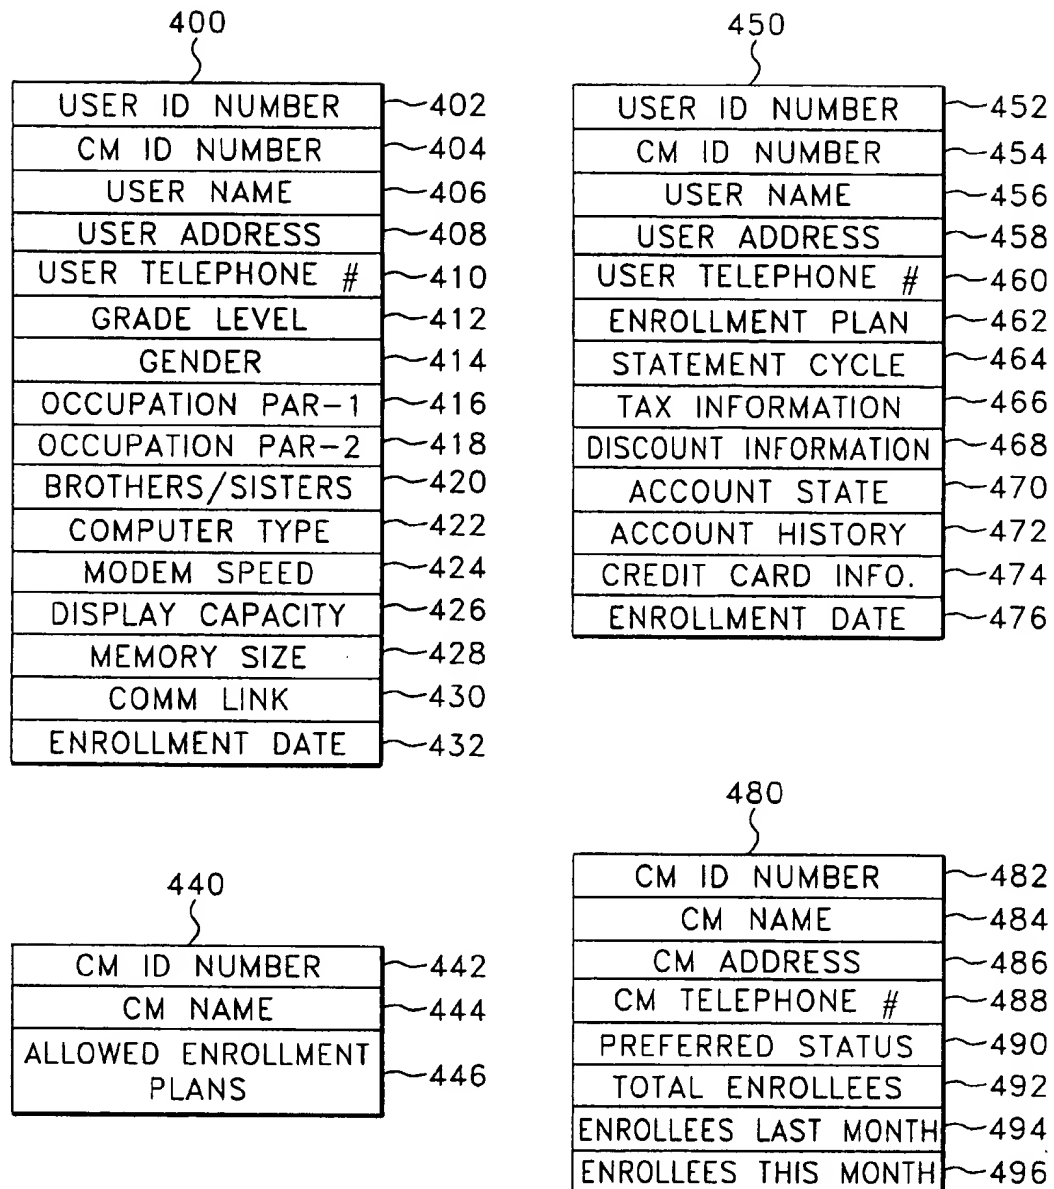 400
USER ID NUMBER 402
CM ID NUMBER 404
USER NAME 406
USER ADDRESS 408
USER TELEPHONE # 410
GRADE LEVEL 412
GENDER 414
OCCUPATION PAR-1 416
OCCUPATION PAR-2 418
BROTHERS/SISTERS 420
COMPUTER TYPE 422
MODEM SPEED 424
DISPLAY CAPACITY 426
MEMORY SIZE 428
COMM LINK 430
ENROLLMENT DATE 432
450
USER ID NUMBER 452
CM ID NUMBER 454
USER NAME 456
USER ADDRESS 458
USER TELEPHONE # 460
ENROLLMENT PLAN 462
STATEMENT CYCLE 464
TAX INFORMATION 466
DISCOUNT INFORMATION 468
ACCOUNT STATE 470
ACCOUNT HISTORY 472
CREDIT CARD INFO. 474
ENROLLMENT DATE 476
440
CM ID NUMBER 442
CM NAME 444
ALLOWED ENROLLMENT
PLANS 446
480
CM ID NUMBER 482
CM NAME 484
CM ADDRESS 486
CM TELEPHONE # 488
PREFERRED STATUS 490
TOTAL ENROLLEES 492
ENROLLEES LAST MONTH 494
ENROLLEES THIS MONTH 496